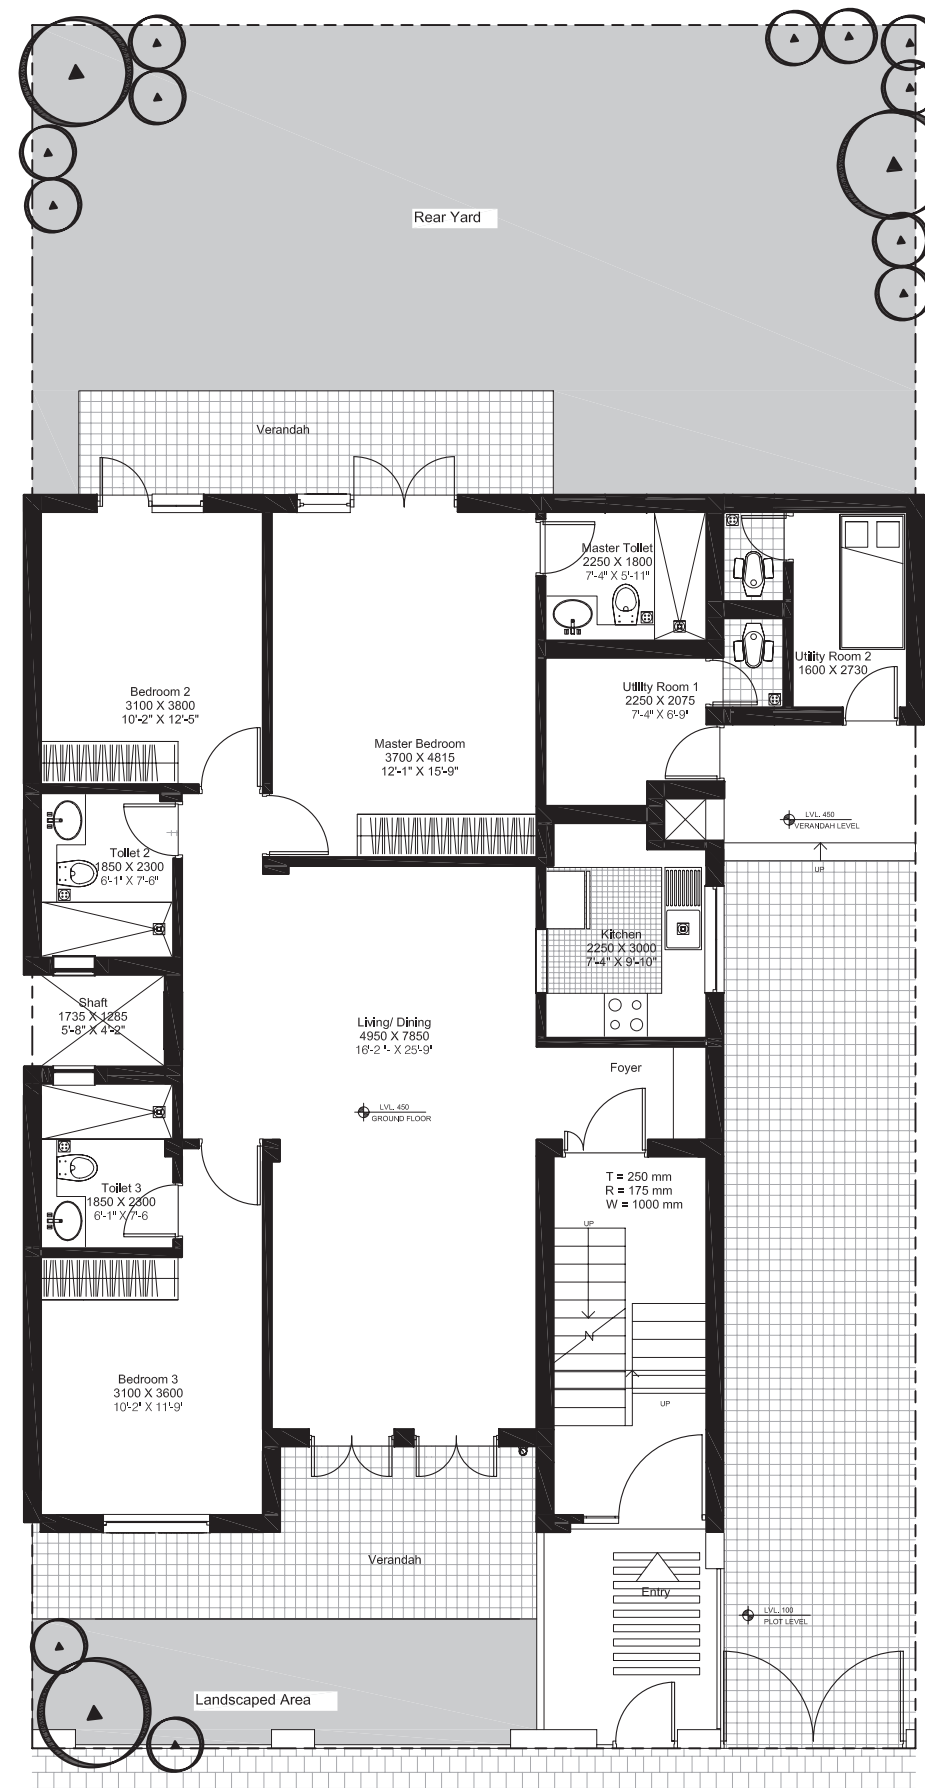 Rear Yard
Verandah
Master Toilet
2250 X 1800
7'-4" X 5'-11"
Utility Room 2
1600 X 2730
Utility Room 1
2250 X 2075
7'-4" X 6'-9"
Bedroom 2
3100 X 3800
10'-2" X 12'-5"
Master Bedroom
3700 X 4815
12'-1" X 15'-9"
LVL. 450
VERANDAH LEVEL
UP
Toilet 2
1850 X 2300
6'-1" X 7'-6"
Kitchen
2250 X 3000
7'-4" X 9'-10"
Shaft
1735 X 1285
5'-8" X 4'-2"
Living/ Dining
4950 X 7850
16'-2 "- X 25'-9"
Foyer
LVL. 450
GROUND FLOOR
T = 250 mm
R = 175 mm
W = 1000 mm
Toilet 3
1850 X 2300
6'-1" X 7'-6
UP
N
Bedroom 3
3100 X 3600
10'-2" X 11'-9"
UP
Verandah
Entry
LVL. 100
PLOT LEVEL
Landscaped Area